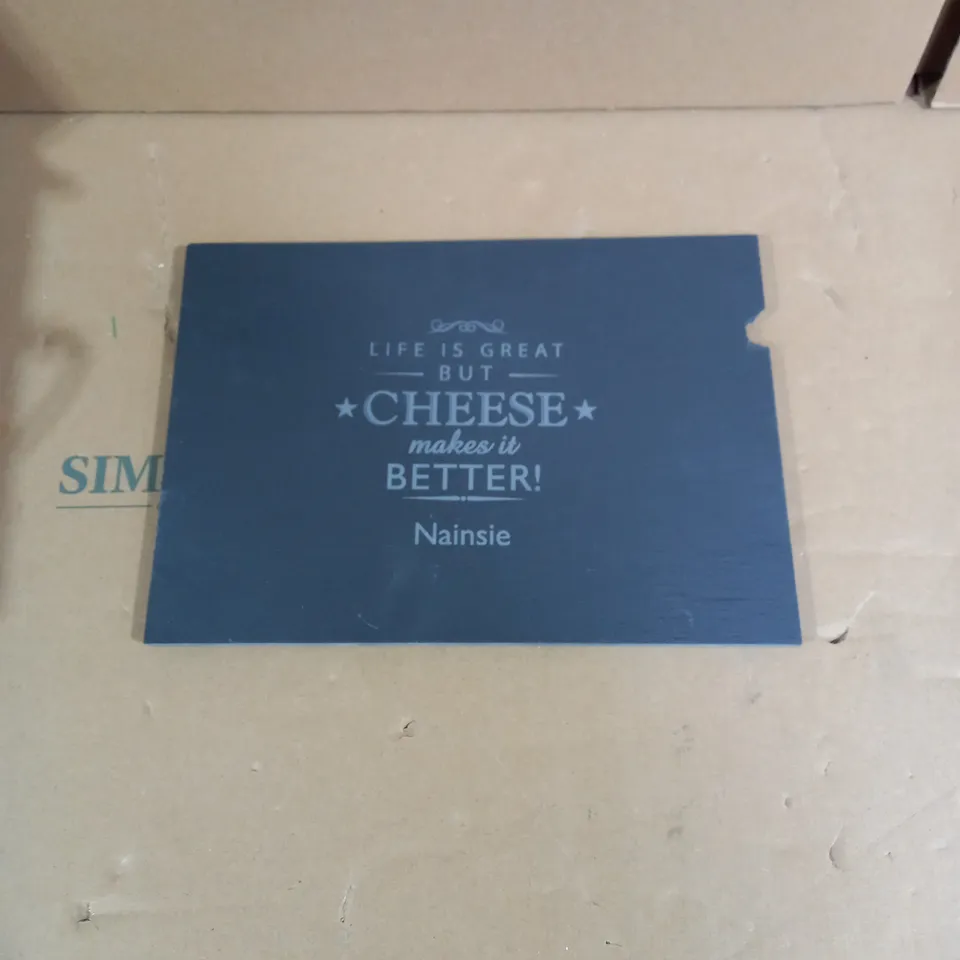 LIFE IS GREAT
BUT
CHEESE
makes it
BETTER!
Nainsie
SIM